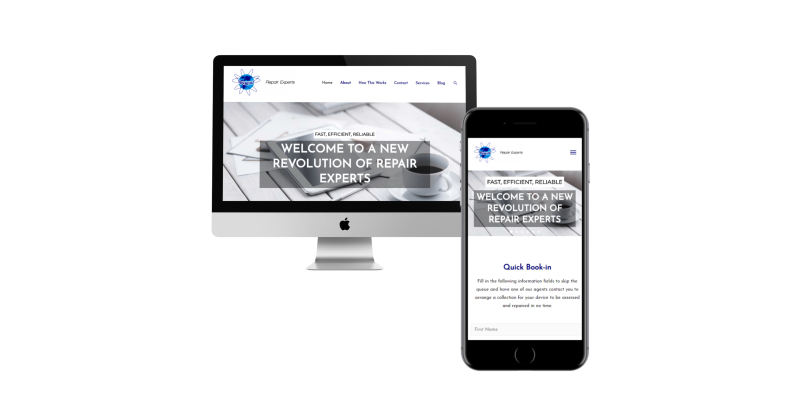 Repair Experts
Home About How This Works Contact Services Blog
FAST, EFFICIENT, RELIABLE
WELCOME TO A NEW
REVOLUTION OF REPAIR
EXPERTS
Repair Experts
FAST, EFFICIENT, RELIABLE
WELCOME TO A NEW
REVOLUTION OF
REPAIR EXPERTS
Quick Book-in
Fill in the following information fields to skip the
queue and have one of our agents contact you to
arrange a collection for your device to be assessed
and repaired in no time
First Name